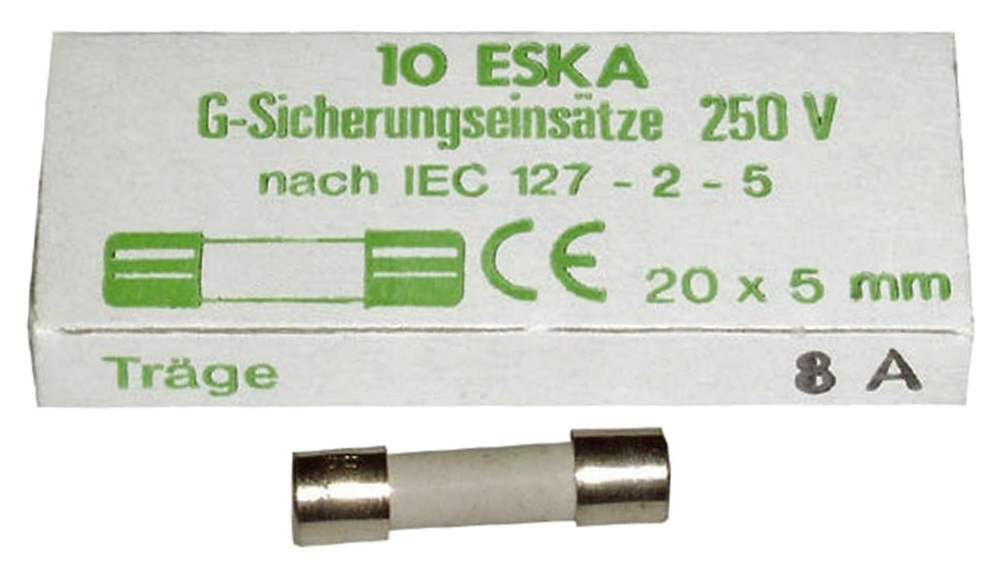 10 ESKA
G-Sicherungseinsätze 250 V
nach IEC 127 - 2 - 5
CE 20 x 5 mm
Träge 8 A